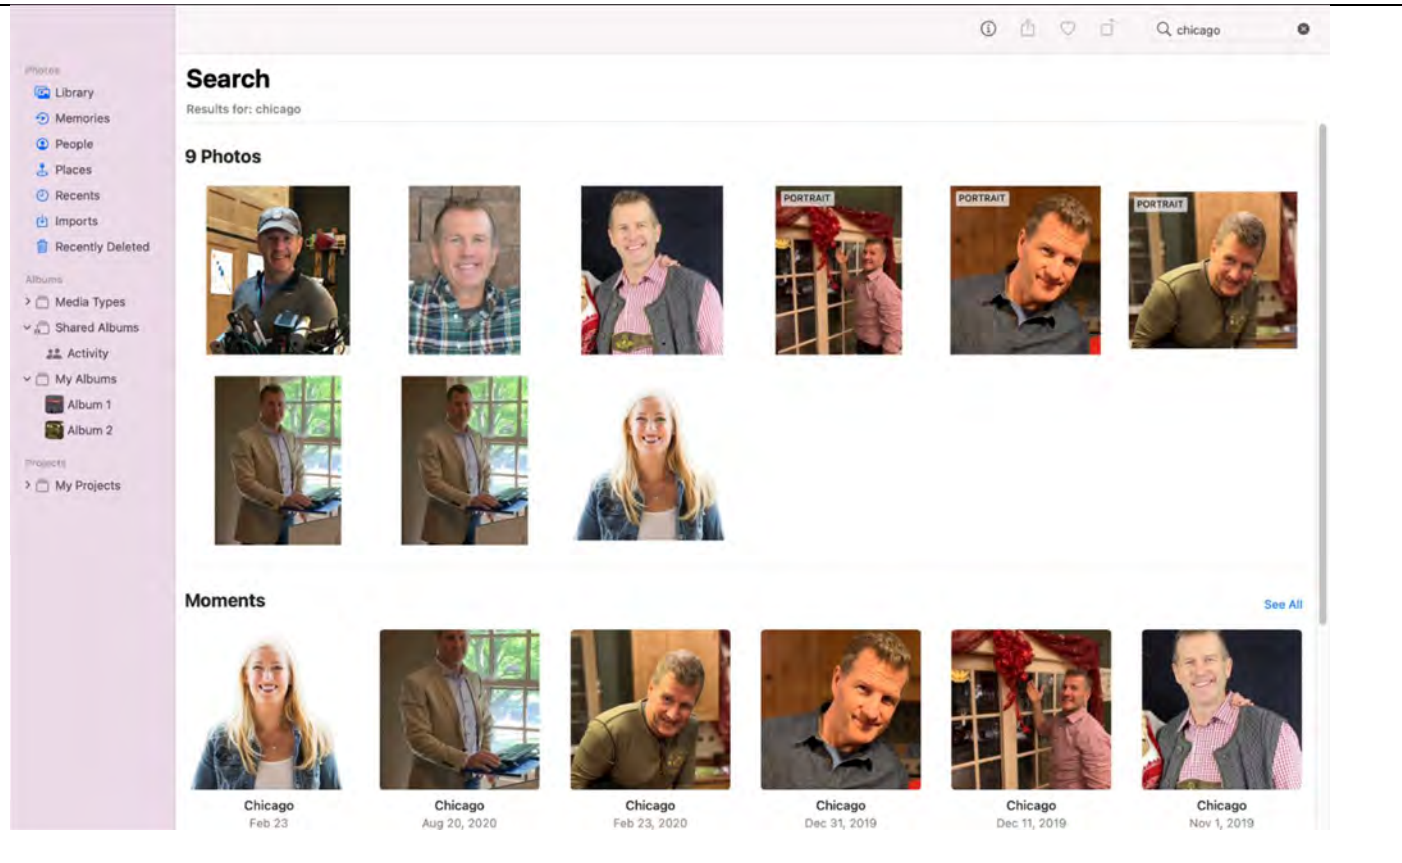 chicago
Photos
Library
Memories
People
Places
Recents
Imports
Recently Deleted
Albums
Media Types
Shared Albums
Activity
My Albums
Album 1
Album 2
Projects
My Projects
Search
Results for: chicago
9 Photos
PORTRAIT
PORTRAIT
PORTRAIT
Moments
See All
Chicago
Feb 23
Chicago
Aug 20, 2020
Chicago
Feb 23, 2020
Chicago
Dec 31, 2019
Chicago
Dec 11, 2019
Chicago
Nov 1, 2019